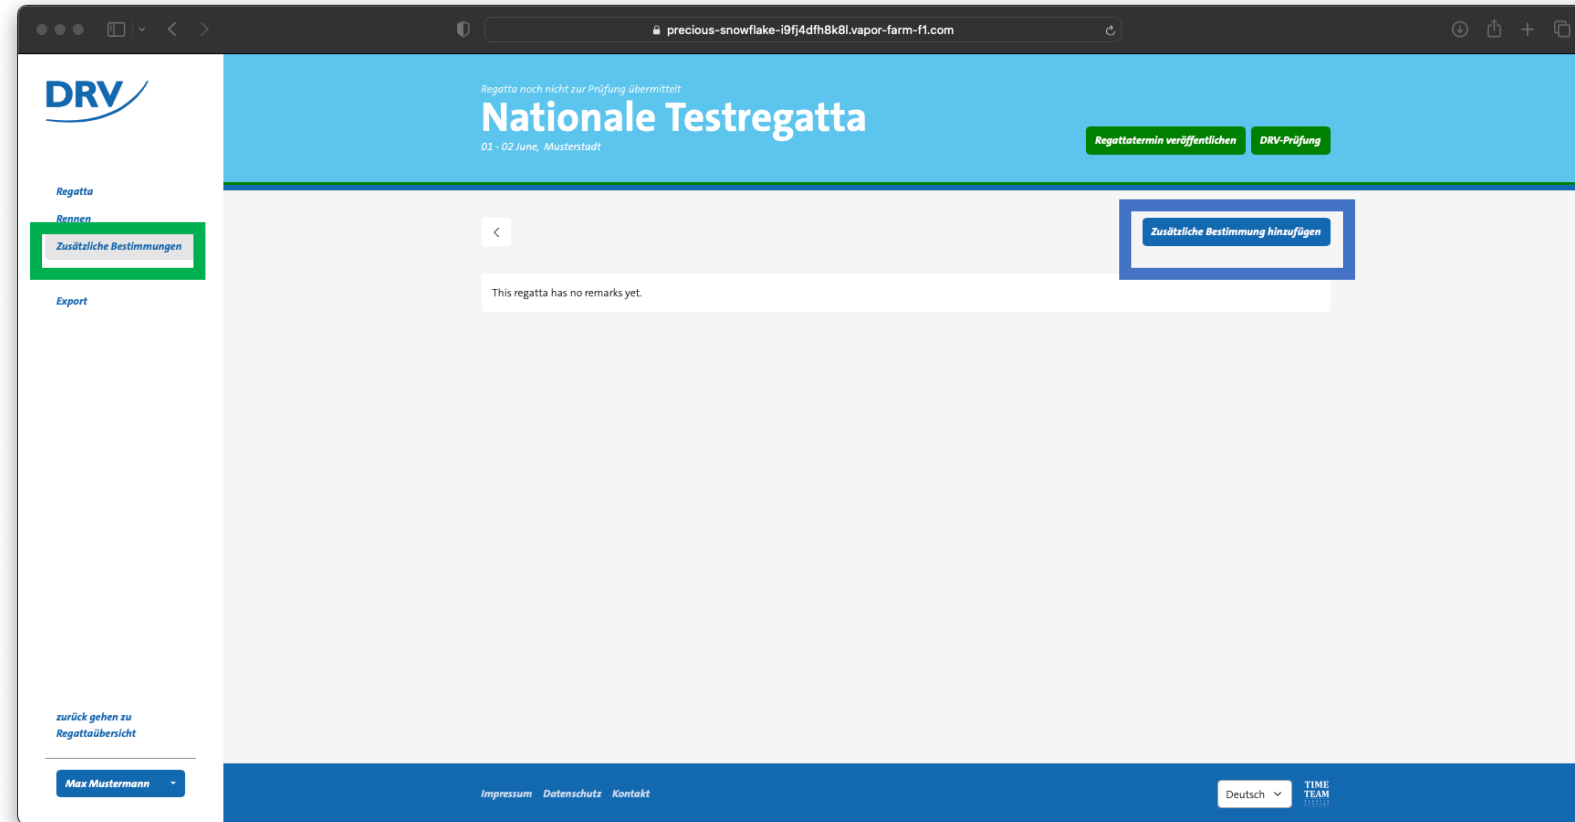 precious-snowflake-i9fj4dfh8k8l.vapor-farm-f1.com
DRV
Regatta noch nicht zur Prüfung übermittelt
Nationale Testregatta
01 - 02 June, Musterstadt
Regattatermin veröffentlichen
DRV-Prüfung
Regatta
Rennen
Zusätzliche Bestimmungen
Export
Zusätzliche Bestimmung hinzufügen
This regatta has no remarks yet.
zurück gehen zu
Regattaübersicht
Max Mustermann
Impressum Datenschutz Kontakt
Deutsch
TIME
TEAM